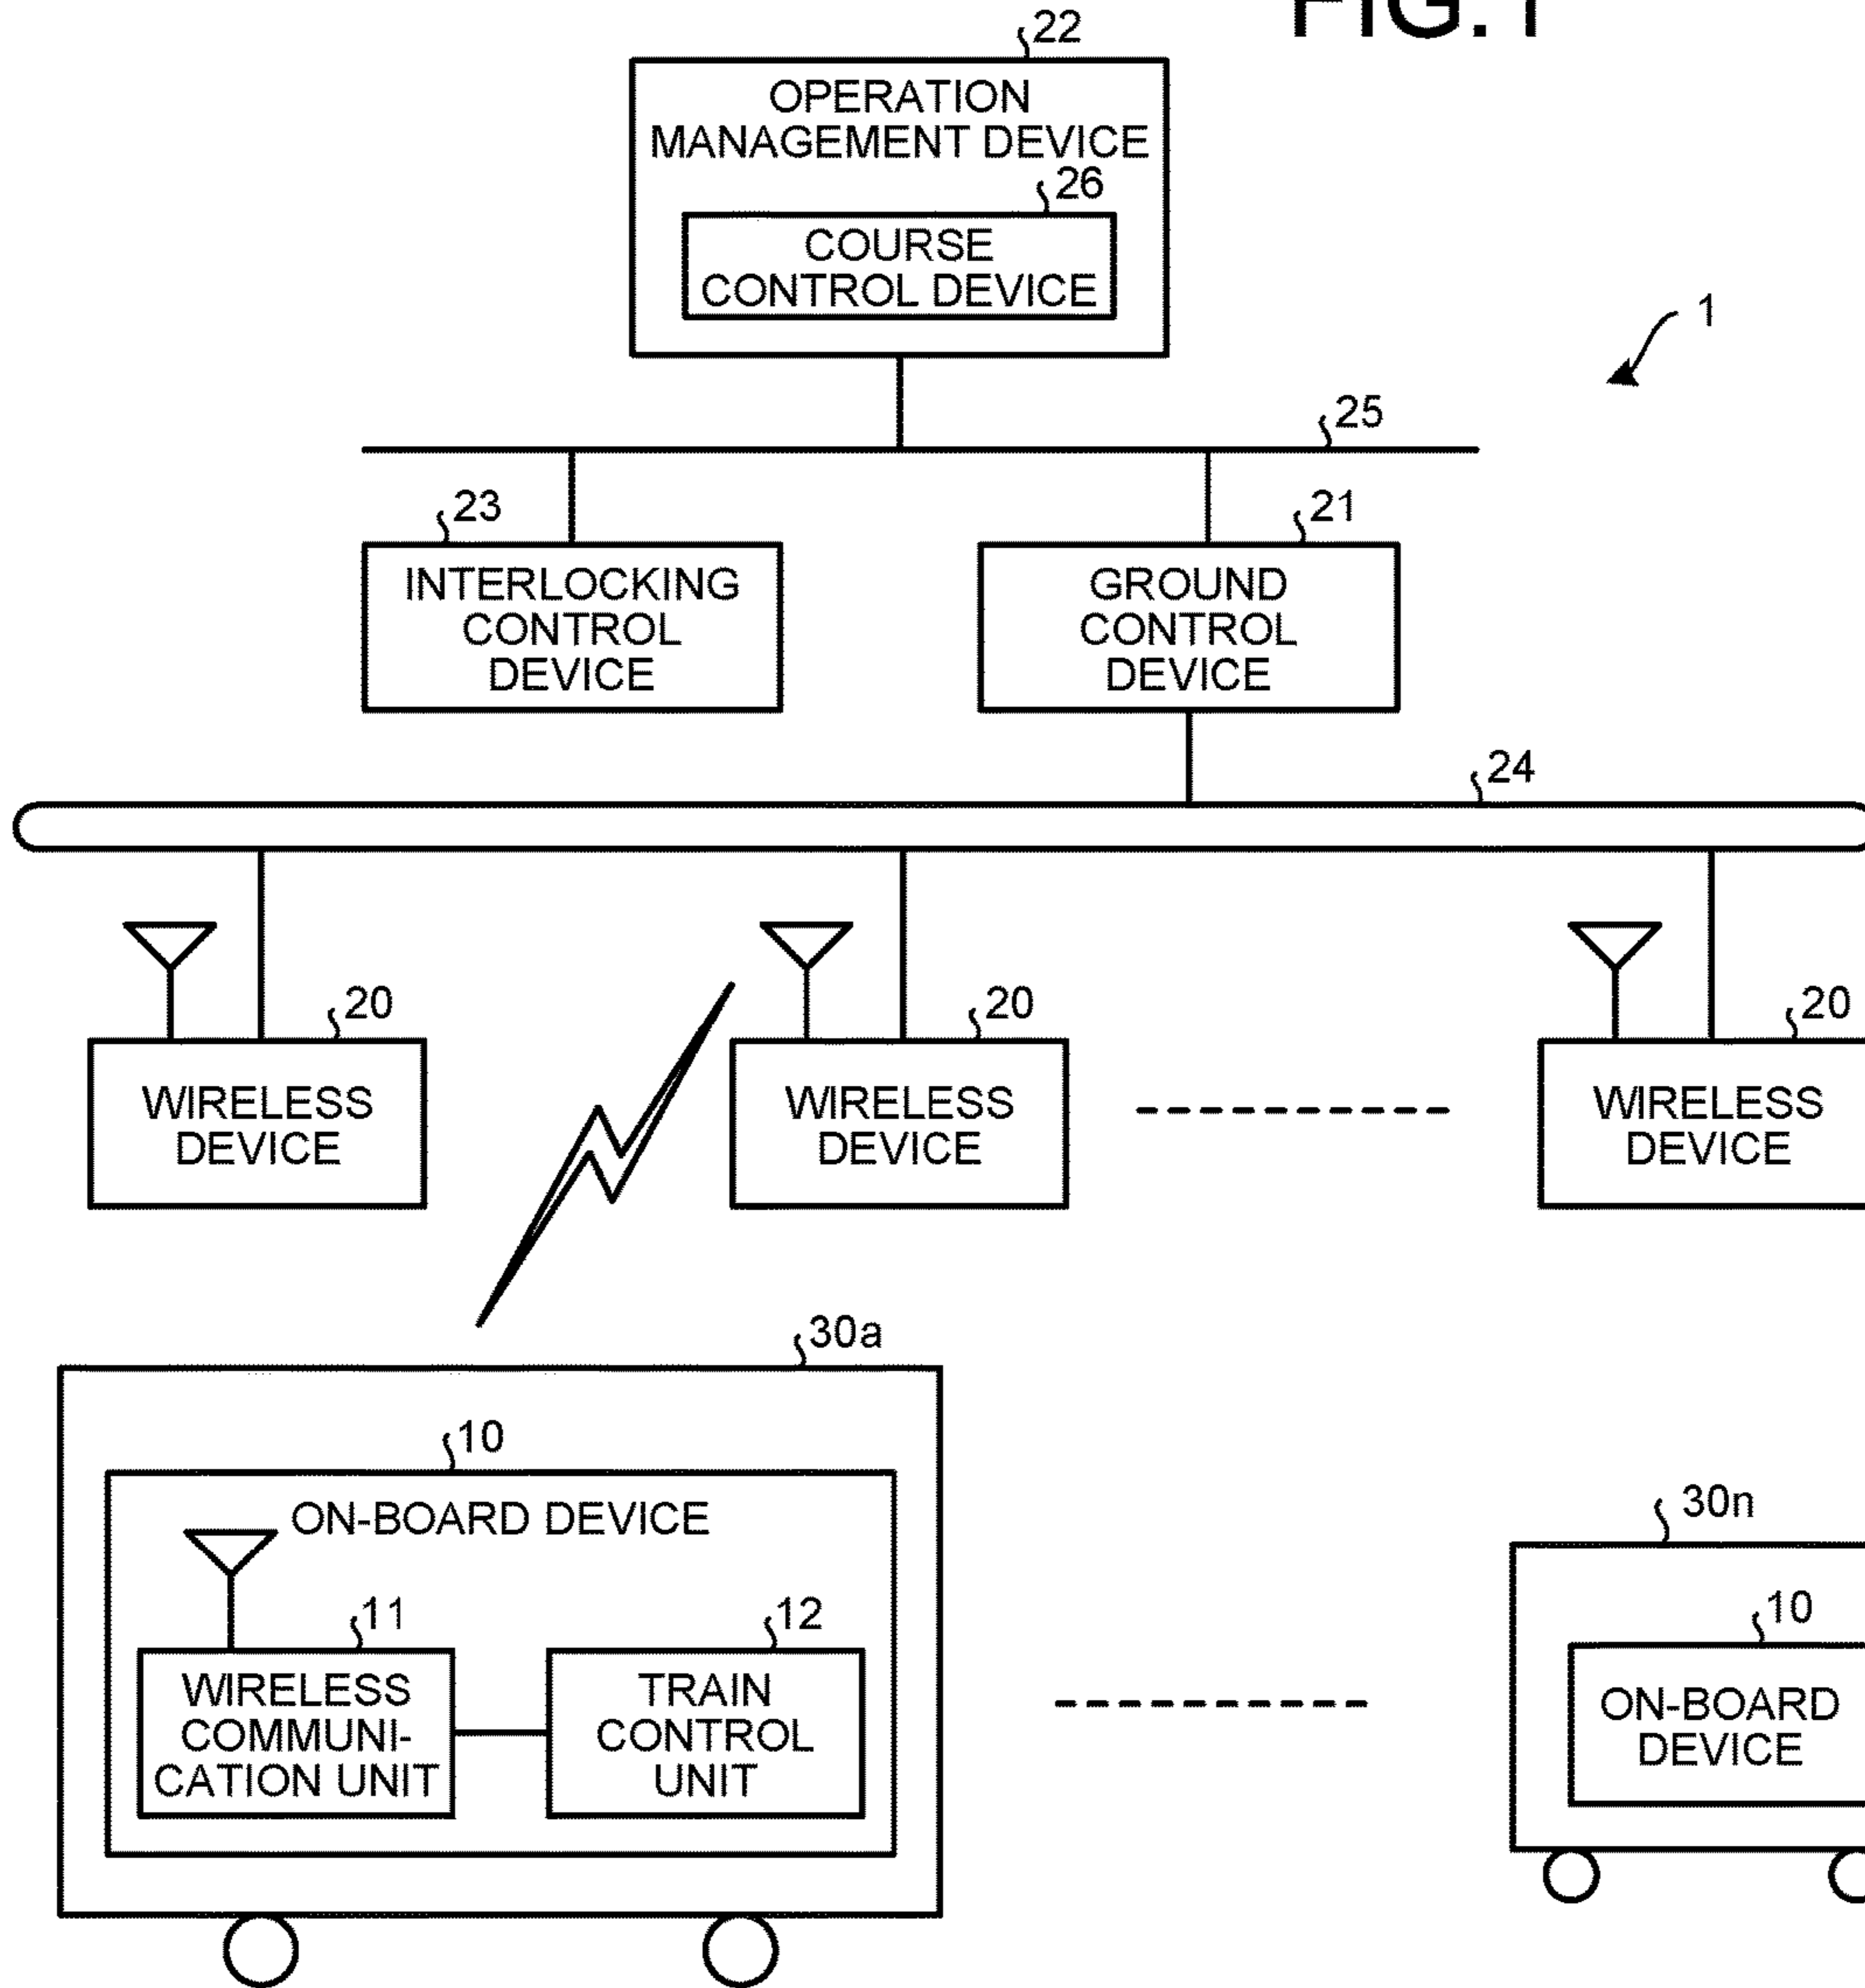 FIG. 1
22
OPERATION
MANAGEMENT DEVICE
26
COURSE
CONTROL DEVICE
1
25
23
21
INTERLOCKING
CONTROL
DEVICE
GROUND
CONTROL
DEVICE
24
20
20
20
WIRELESS
DEVICE
WIRELESS
DEVICE
WIRELESS
DEVICE
30a
10
ON-BOARD DEVICE
11
12
WIRELESS
COMMUNI-
CATION UNIT
TRAIN
CONTROL
UNIT
30n
10
ON-BOARD
DEVICE